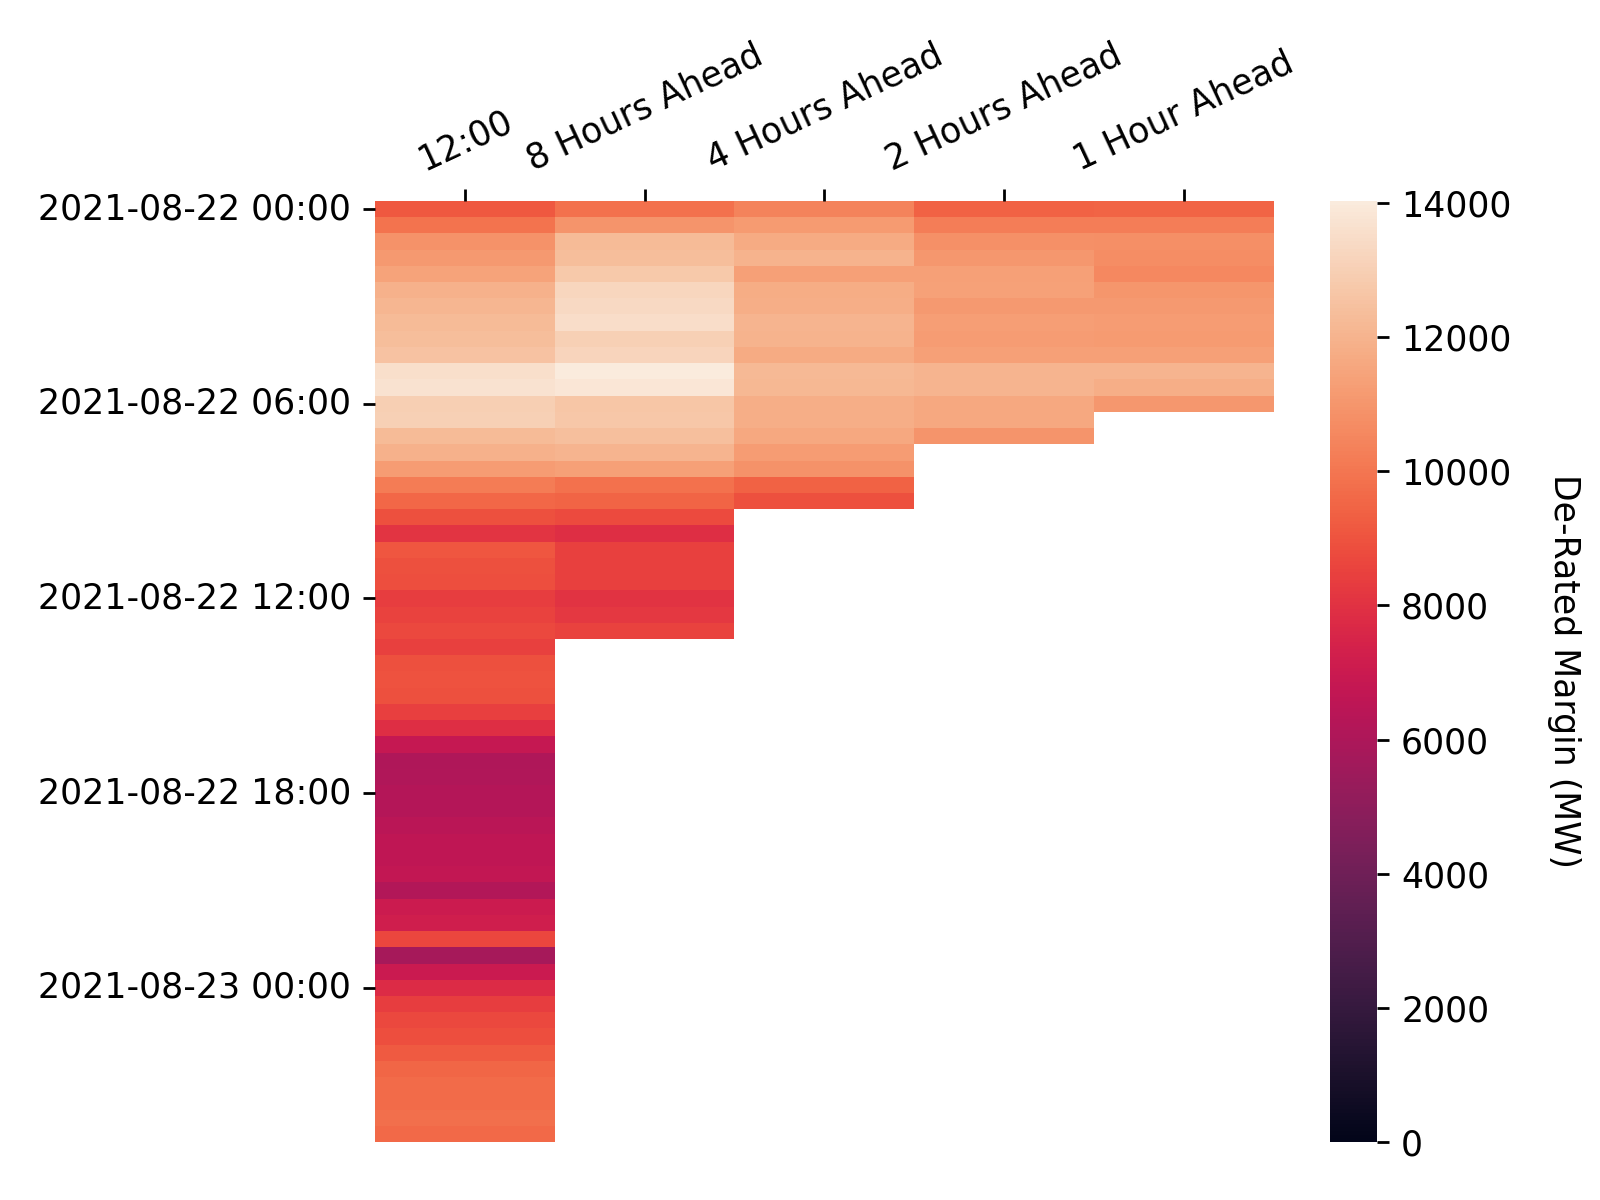 12:00
8 Hours Ahead
4 Hours Ahead
2 Hours Ahead
1 Hour Ahead
2021-08-22 00:00
2021-08-22 06:00
2021-08-22 12:00
2021-08-22 18:00
2021-08-23 00:00
14000
12000
10000
8000
6000
4000
2000
0
De-Rated Margin (MW)